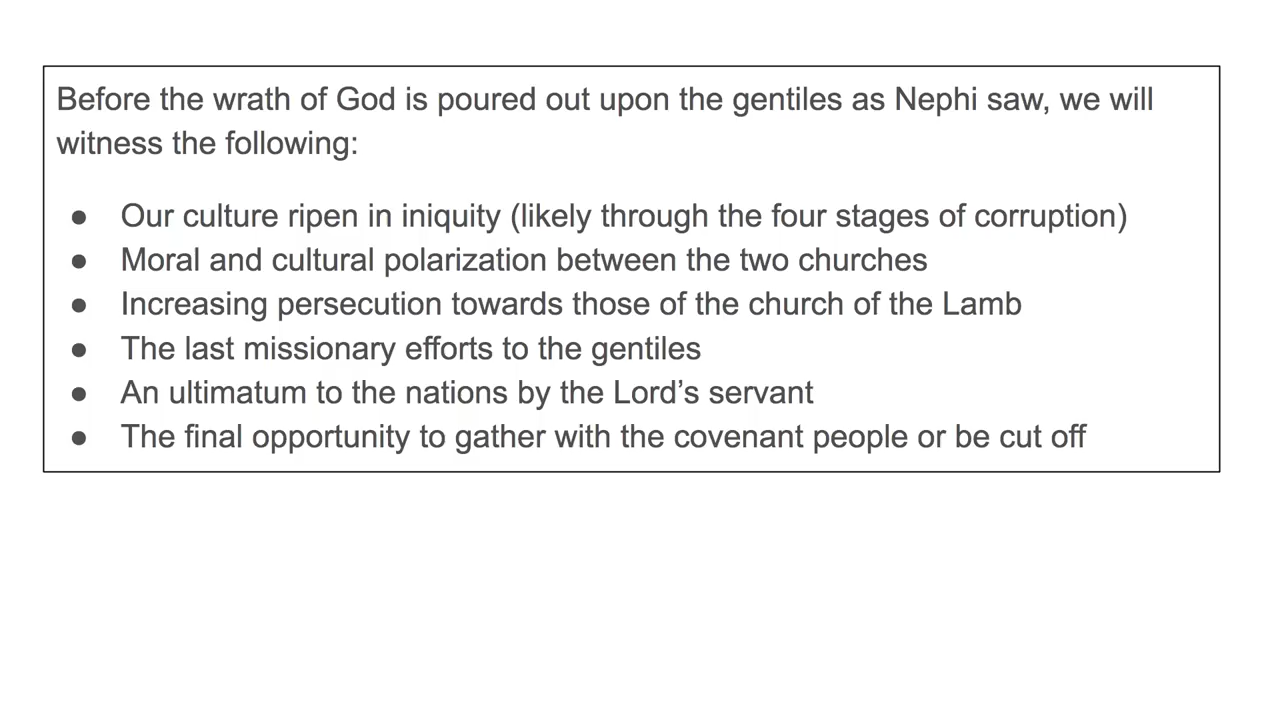 Before the wrath of God is poured out upon the gentiles as Nephi saw, we will
witness the following:
● Our culture ripen in iniquity (likely through the four stages of corruption)
● Moral and cultural polarization between the two churches
● Increasing persecution towards those of the church of the Lamb
● The last missionary efforts to the gentiles
● An ultimatum to the nations by the Lord’s servant
● The final opportunity to gather with the covenant people or be cut off